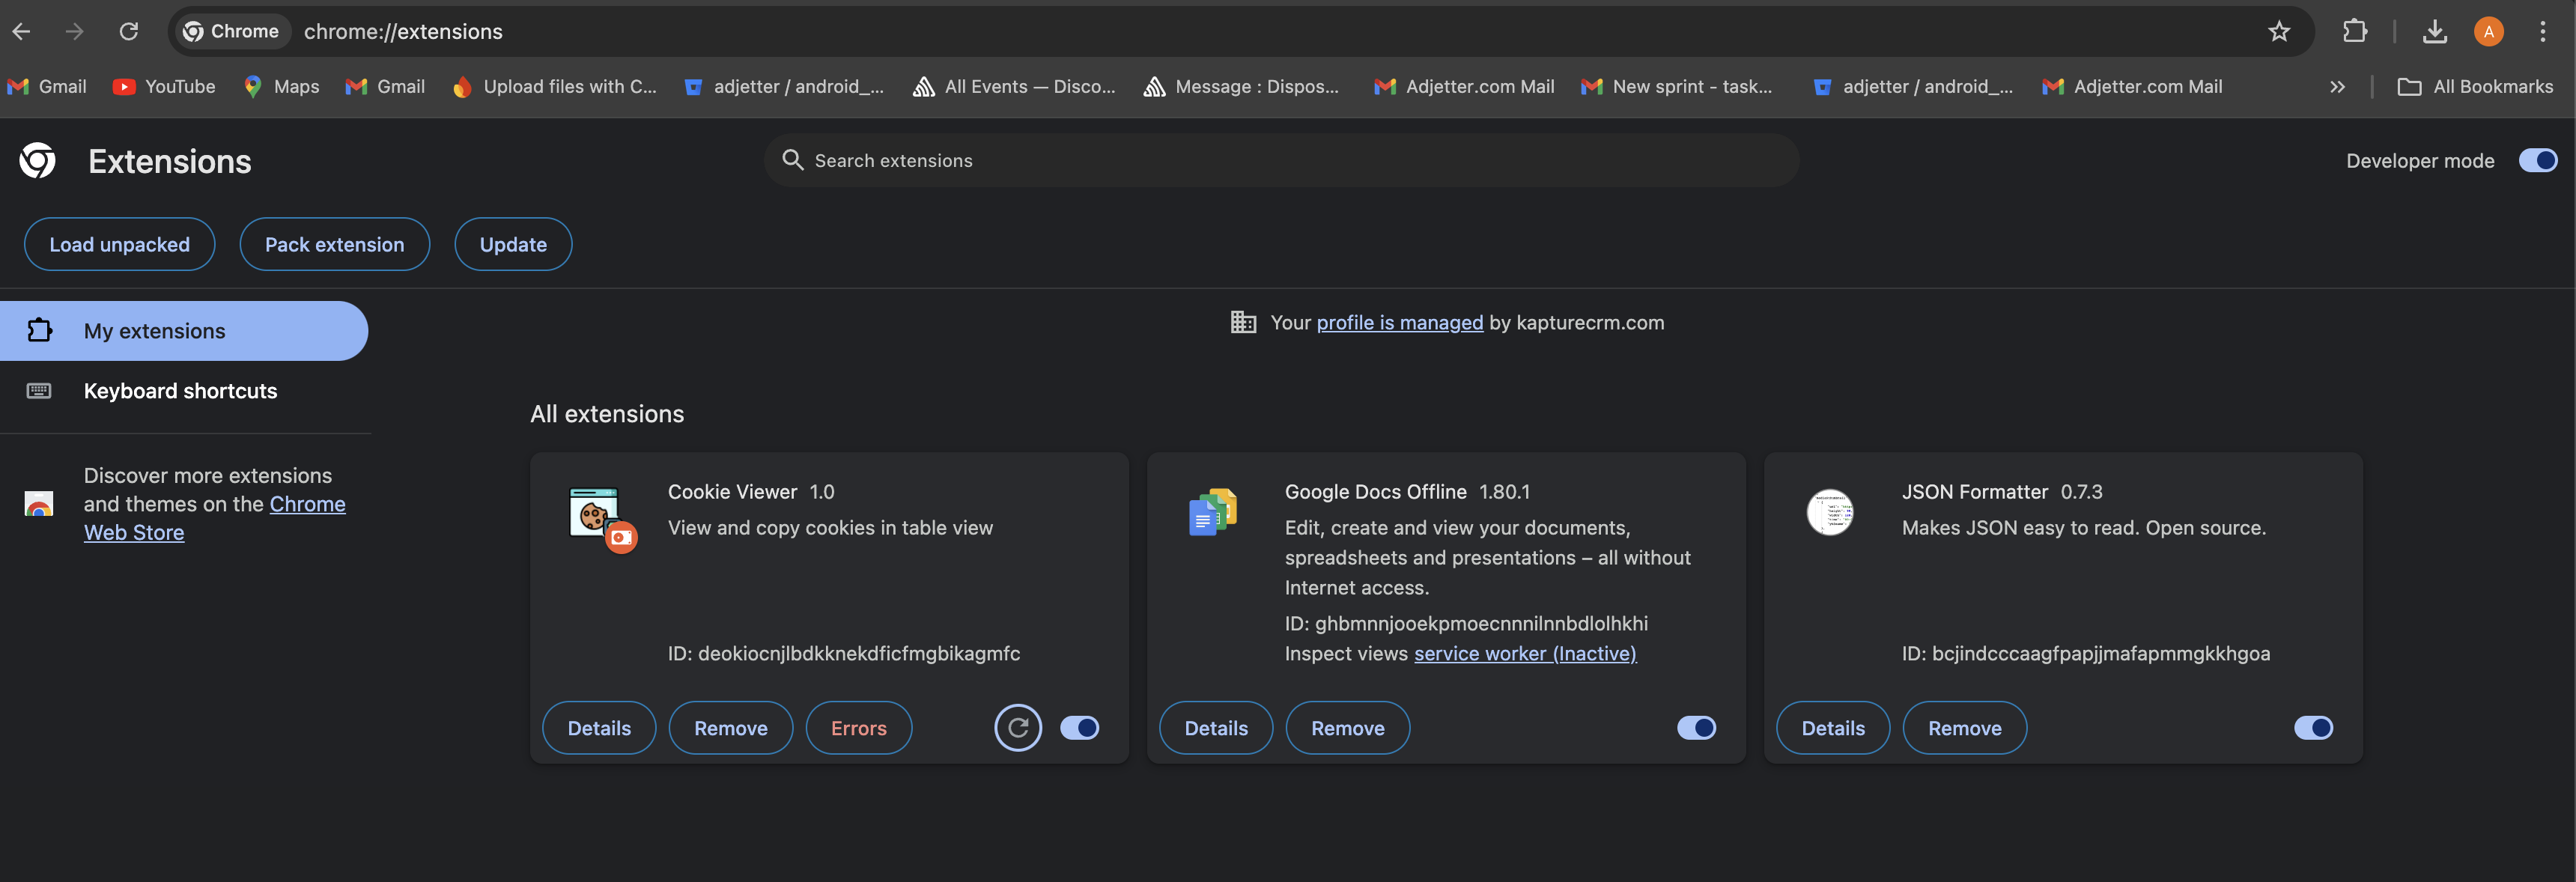 Chrome chrome://extensions A
Gmail YouTube Maps Gmail Upload files with C... adjetter / android_... All Events — Disco... Message : Dispos... Adjetter.com Mail New sprint - task... adjetter / android_... Adjetter.com Mail » All Bookmarks
Extensions
Search extensions
Developer mode
Load unpacked Pack extension Update
My extensions
Keyboard shortcuts
Discover more extensions
and themes on the Chrome
Web Store
Your profile is managed by kapturecrm.com
All extensions
Cookie Viewer 1.0
View and copy cookies in table view
ID: deokiocnjlbdkknekdficfmgbikagmfc
Details Remove Errors
Google Docs Offline 1.80.1
Edit, create and view your documents,
spreadsheets and presentations – all without
Internet access.
ID: ghbmnnjooekpmoecnnnilnnbdlolhkhi
Inspect views service worker (Inactive)
Details Remove
JSON Formatter 0.7.3
Makes JSON easy to read. Open source.
ID: bcjindcccaagfpapjjmafapmmgkkhgoa
Details Remove